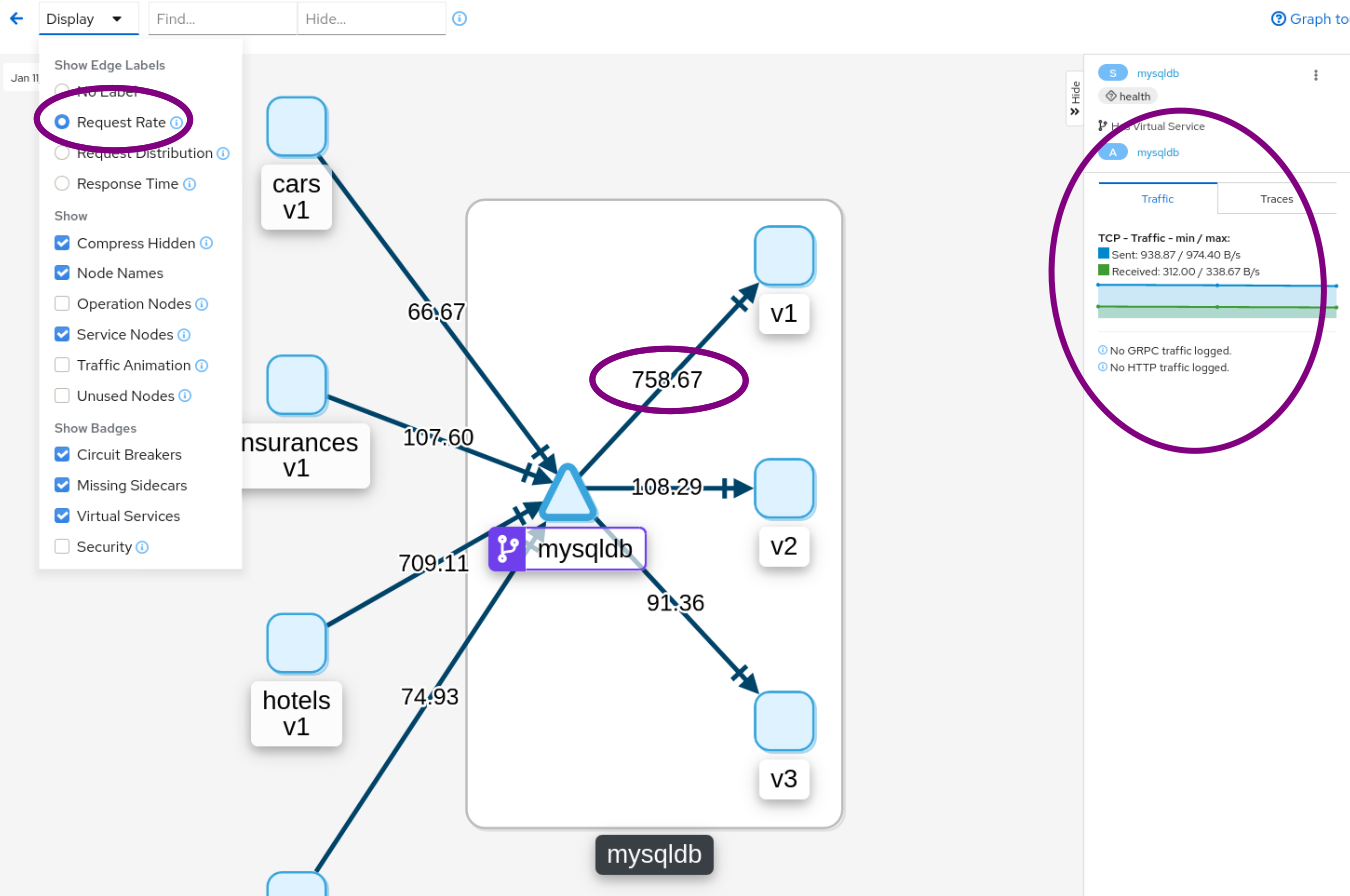 Display
Find...
Hide...
Graph to
Jan 11
Show Edge Labels
No Label
Request Rate
Request Distribution
Response Time
Show
Compress Hidden
Node Names
Operation Nodes
Service Nodes
Traffic Animation
Unused Nodes
Show Badges
Circuit Breakers
Missing Sidecars
Virtual Services
Security
cars
v1
66.67
nsurances
v1
107.60
hotels
v1
709.11
74.93
mysqldb
758.67
v1
108.29
v2
91.36
v3
mysqldb
Hide
S mysqldb
health
Has Virtual Service
A mysqldb
Traffic
Traces
TCP - Traffic - min / max:
Sent: 938.87 / 974.40 B/s
Received: 312.00 / 338.67 B/s
No GRPC traffic logged.
No HTTP traffic logged.